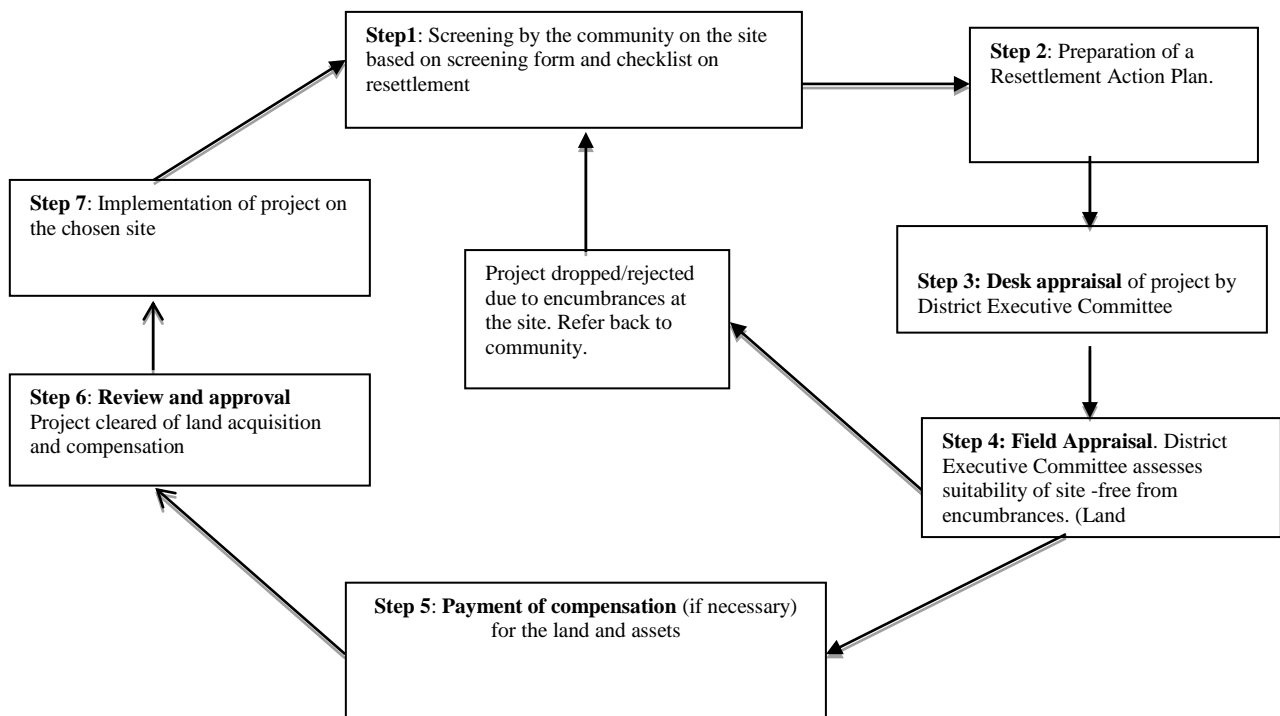 Step1: Screening by the community on the site
based on screening form and checklist on
resettlement
Step 2: Preparation of a
Resettlement Action Plan.
Step 3: Desk appraisal of project by
District Executive Committee
Step 4: Field Appraisal. District
Executive Committee assesses
suitability of site -free from
encumbrances. (Land
Project dropped/rejected
due to encumbrances at
the site. Refer back to
community.
Step 5: Payment of compensation (if necessary)
for the land and assets
Step 6: Review and approval
Project cleared of land acquisition
and compensation
Step 7: Implementation of project on
the chosen site